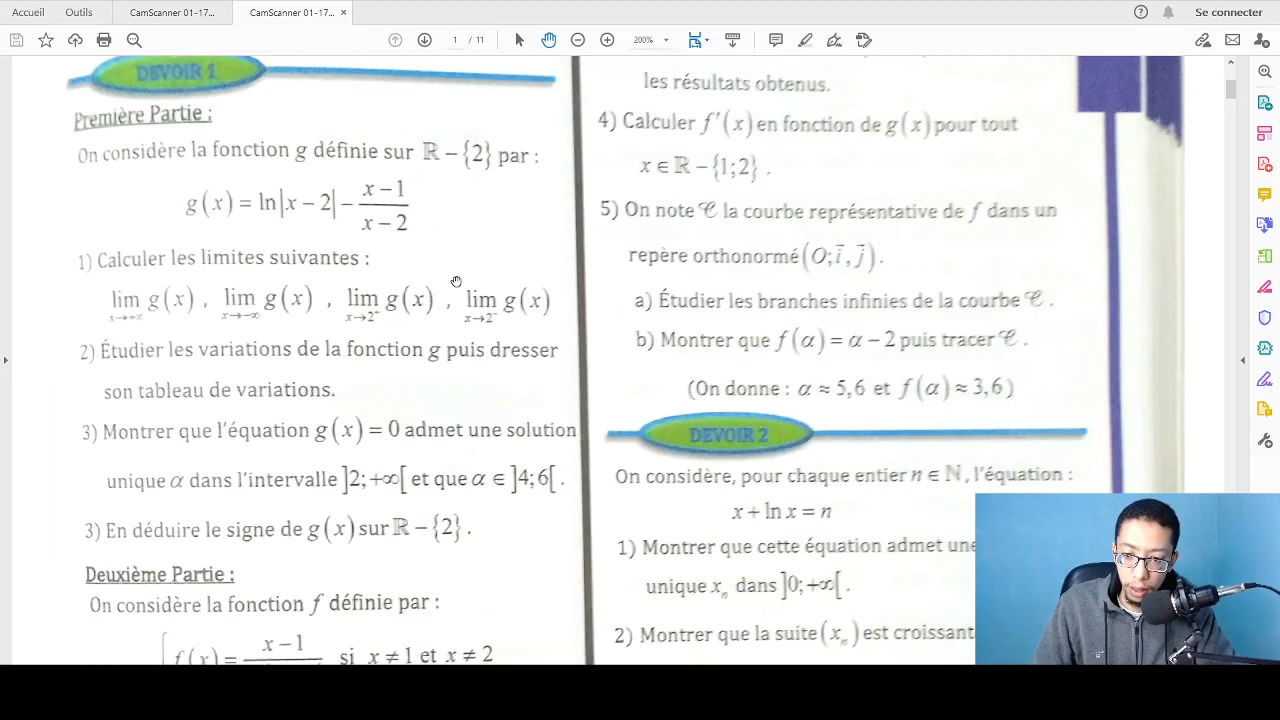 Accueil
Outils
CamScanner 01-17...
CamScanner 01-17... ×
Se connecter
1 / 11
200%
DEVOIR 1
Première Partie :
On considère la fonction g définie sur ℝ − {2} par :
g(x) = ln|x − 2| − (x − 1)/(x − 2)
1) Calculer les limites suivantes :
lim x→+∞ g(x) , lim x→−∞ g(x) , lim x→2⁺ g(x) , lim x→2⁻ g(x)
2) Étudier les variations de la fonction g puis dresser
son tableau de variations.
3) Montrer que l'équation g(x) = 0 admet une solution
unique α dans l'intervalle ]2;+∞[ et que α ∈ ]4;6[ .
3) En déduire le signe de g(x) sur ℝ − {2} .
Deuxième Partie :
On considère la fonction f définie par :
f(x) = x − 1 si x ≠ 1 et x ≠ 2
les résultats obtenus.
4) Calculer f'(x) en fonction de g(x) pour tout
x ∈ ℝ − {1;2} .
5) On note 𝒞 la courbe représentative de f dans un
repère orthonormé (O; i⃗, j⃗).
a) Étudier les branches infinies de la courbe 𝒞 .
b) Montrer que f(α) = α − 2 puis tracer 𝒞 .
(On donne : α ≈ 5,6 et f(α) ≈ 3,6)
DEVOIR 2
On considère, pour chaque entier n ∈ ℕ, l'équation :
x + ln x = n
1) Montrer que cette équation admet une
unique xₙ dans ]0;+∞[ .
2) Montrer que la suite (xₙ) est